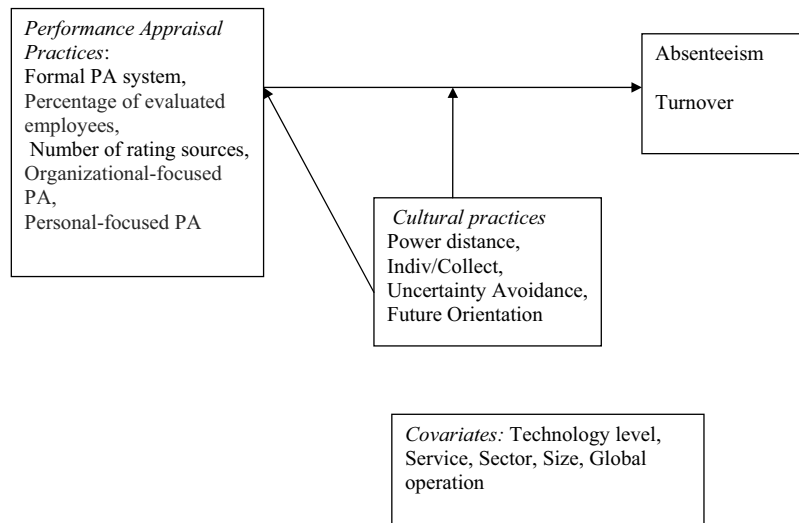 Performance Appraisal
Practices:
Formal PA system,
Percentage of evaluated
employees,
Number of rating sources,
Organizational-focused
PA,
Personal-focused PA
Absenteeism
Turnover
Cultural practices
Power distance,
Indiv/Collect,
Uncertainty Avoidance,
Future Orientation
Covariates: Technology level,
Service, Sector, Size, Global
operation